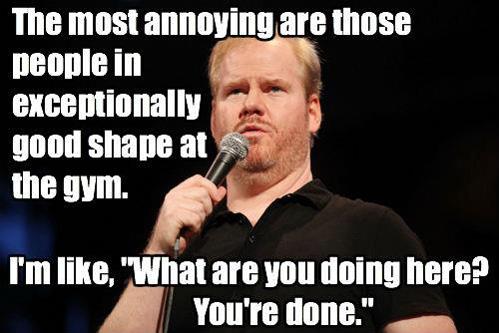 The most annoying are those
people in
exceptionally
good shape at
the gym.
I'm like, "What are you doing here?
You're done."